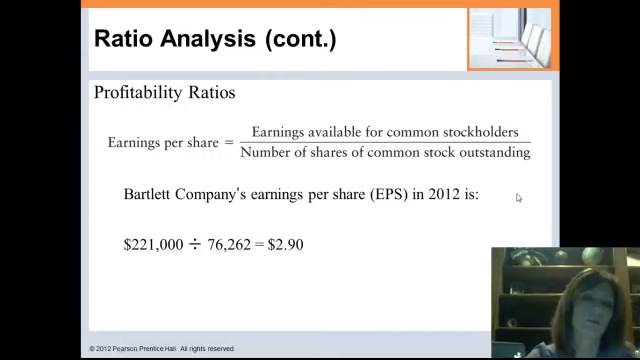 Ratio Analysis (cont.)
Profitability Ratios
Earnings per share = Earnings available for common stockholders
Number of shares of common stock outstanding
Bartlett Company's earnings per share (EPS) in 2012 is:
$221,000 ÷ 76,262 = $2.90
© 2012 Pearson Prentice Hall. All rights reserved.